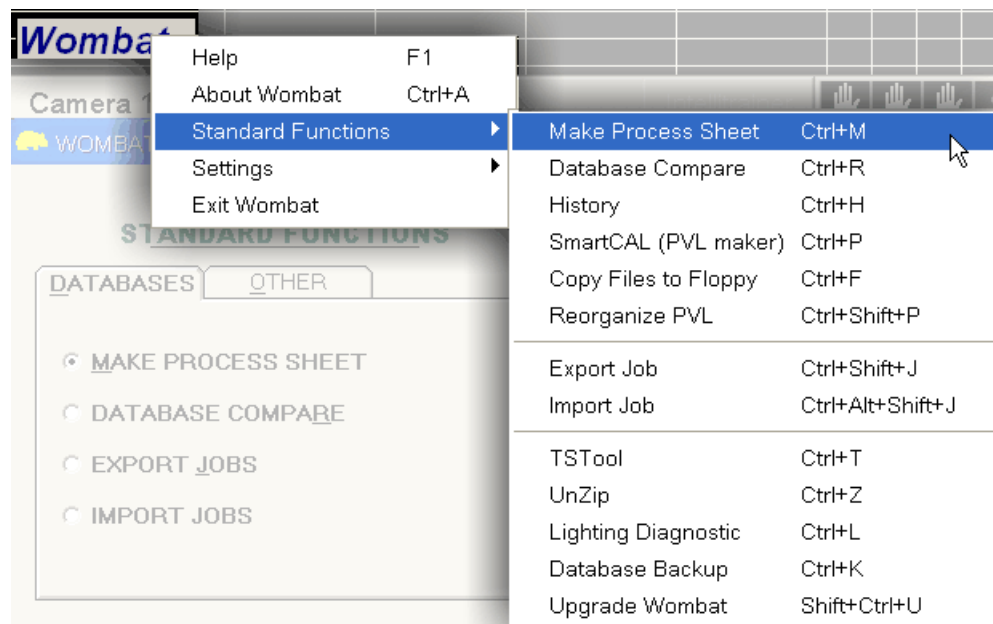 Wombat
Help F1
About Wombat Ctrl+A
Standard Functions
Settings
Exit Wombat
Make Process Sheet Ctrl+M
Database Compare Ctrl+R
History Ctrl+H
SmartCAL (PVL maker) Ctrl+P
Copy Files to Floppy Ctrl+F
Reorganize PVL Ctrl+Shift+P
Export Job Ctrl+Shift+J
Import Job Ctrl+Alt+Shift+J
TSTool Ctrl+T
UnZip Ctrl+Z
Lighting Diagnostic Ctrl+L
Database Backup Ctrl+K
Upgrade Wombat Shift+Ctrl+U
Camera 1
WOMBAT
STANDARD FUNCTIONS
DATABASES OTHER
MAKE PROCESS SHEET
DATABASE COMPARE
EXPORT JOBS
IMPORT JOBS